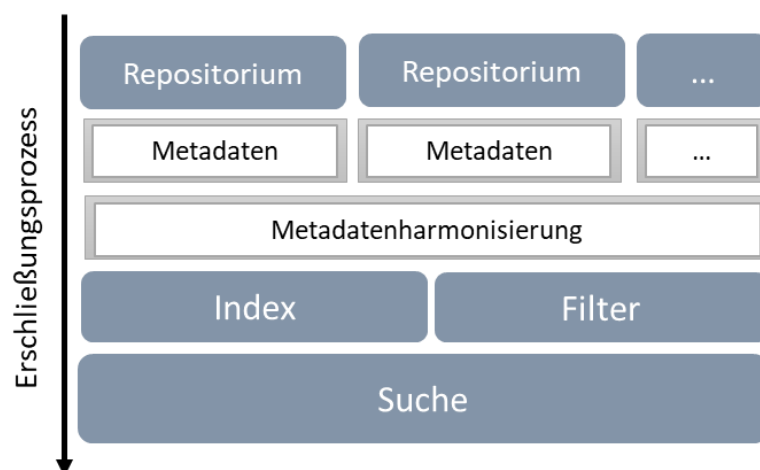 Erschließungsprozess
Repositorium
Repositorium
...
Metadaten
Metadaten
...
Metadatenharmonisierung
Index
Filter
Suche